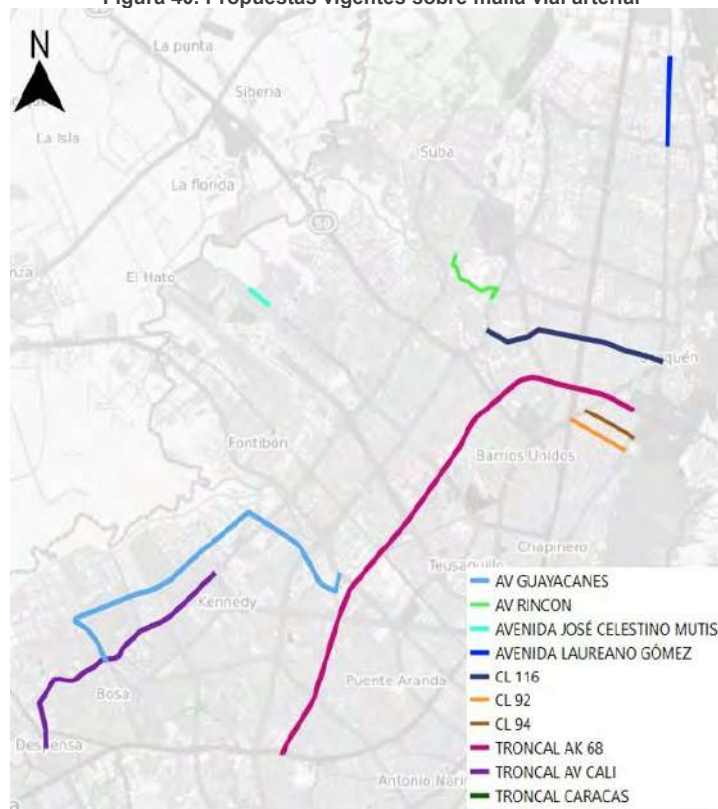 Figura 40. Propuestas vigentes sobre malla vial arterial
N
La punta
Siberia
La Isla
Suba
La florida
50
El Hato
Fontibón
Barrios Unidos
Chapinero
Teusaquillo
Kennedy
Puente Aranda
Bosa
AV GUAYACANES
AV RINCON
AVENIDA JOSÉ CELESTINO MUTIS
AVENIDA LAUREANO GÓMEZ
CL 116
CL 92
CL 94
TRONCAL AK 68
TRONCAL AV CALI
TRONCAL CARACAS